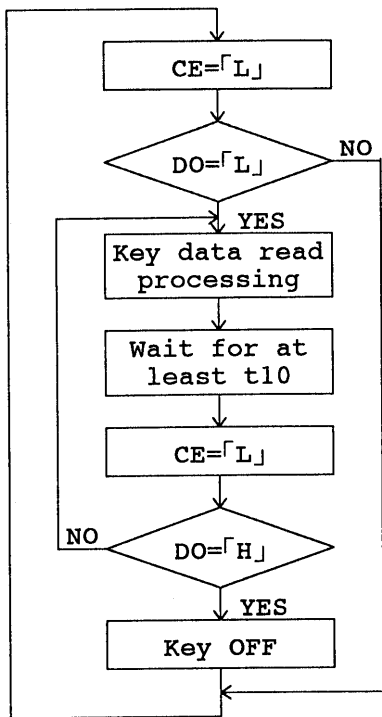 CE=「L」
DO=「L」
NO
YES
Key data read
processing
Wait for at
least t10
CE=「L」
NO
DO=「H」
YES
Key OFF